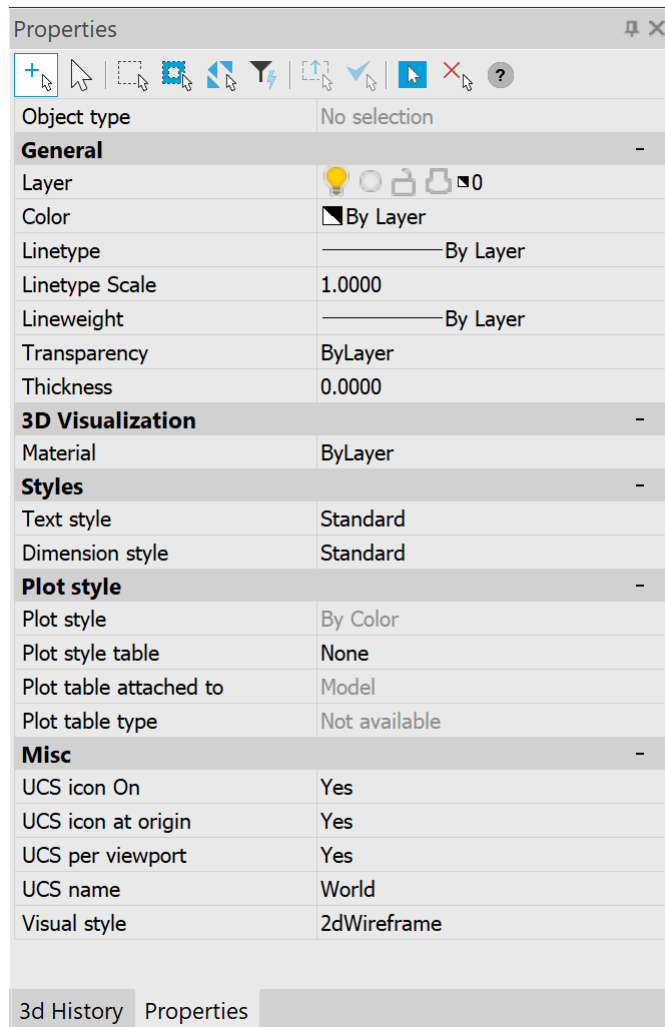 Properties
?
Object type No selection
General -
Layer 0
Color By Layer
Linetype By Layer
Linetype Scale 1.0000
Lineweight By Layer
Transparency ByLayer
Thickness 0.0000
3D Visualization -
Material ByLayer
Styles -
Text style Standard
Dimension style Standard
Plot style -
Plot style By Color
Plot style table None
Plot table attached to Model
Plot table type Not available
Misc -
UCS icon On Yes
UCS icon at origin Yes
UCS per viewport Yes
UCS name World
Visual style 2dWireframe
3d History Properties